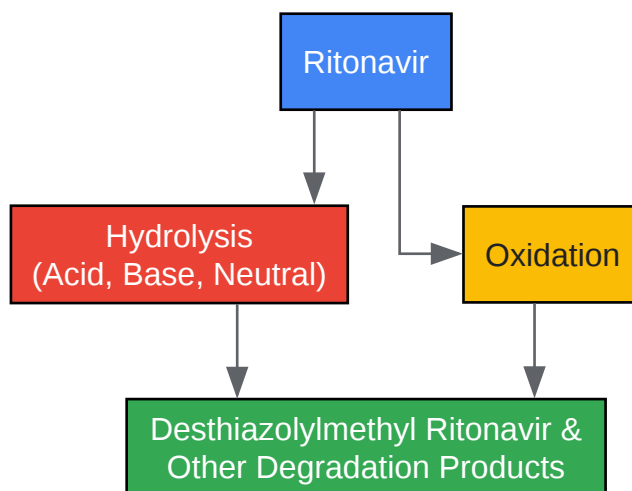 Ritonavir
Hydrolysis
(Acid, Base, Neutral)
Oxidation
Desthiazolylmethyl Ritonavir &
Other Degradation Products